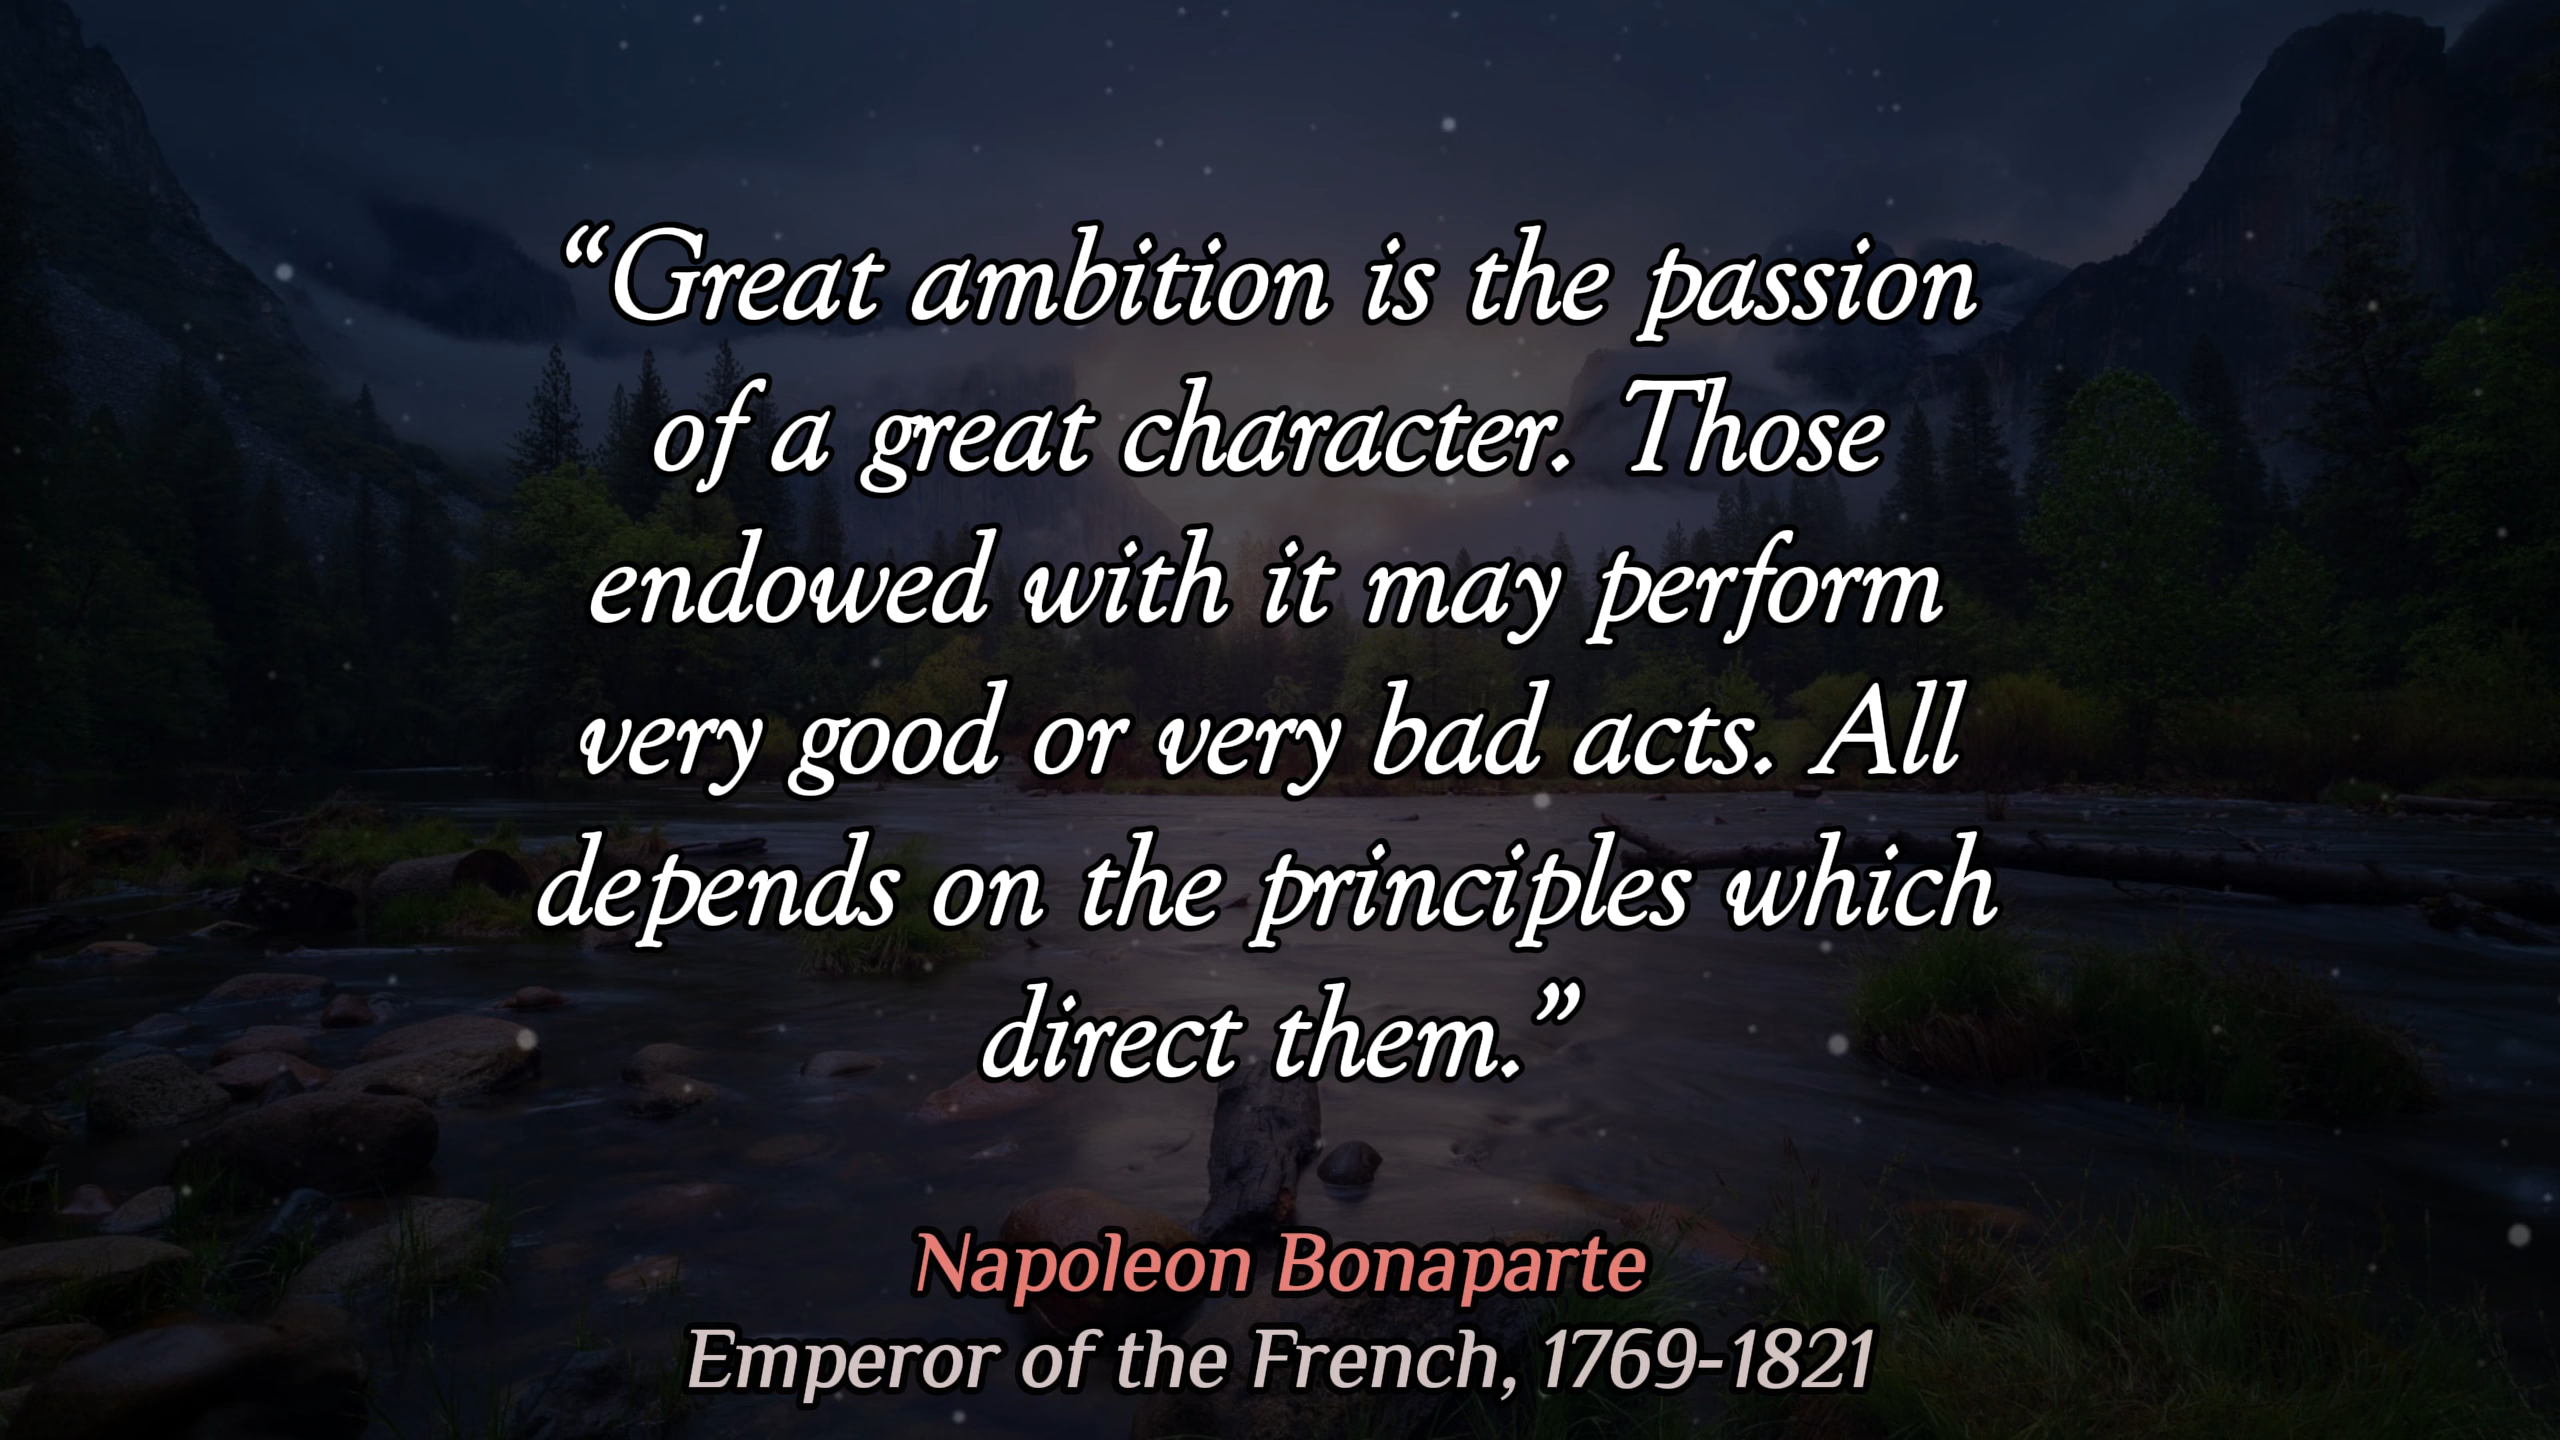 “Great ambition is the passion
of a great character. Those
endowed with it may perform
very good or very bad acts. All
depends on the principles which
direct them.”
Napoleon Bonaparte
Emperor of the French, 1769-1821